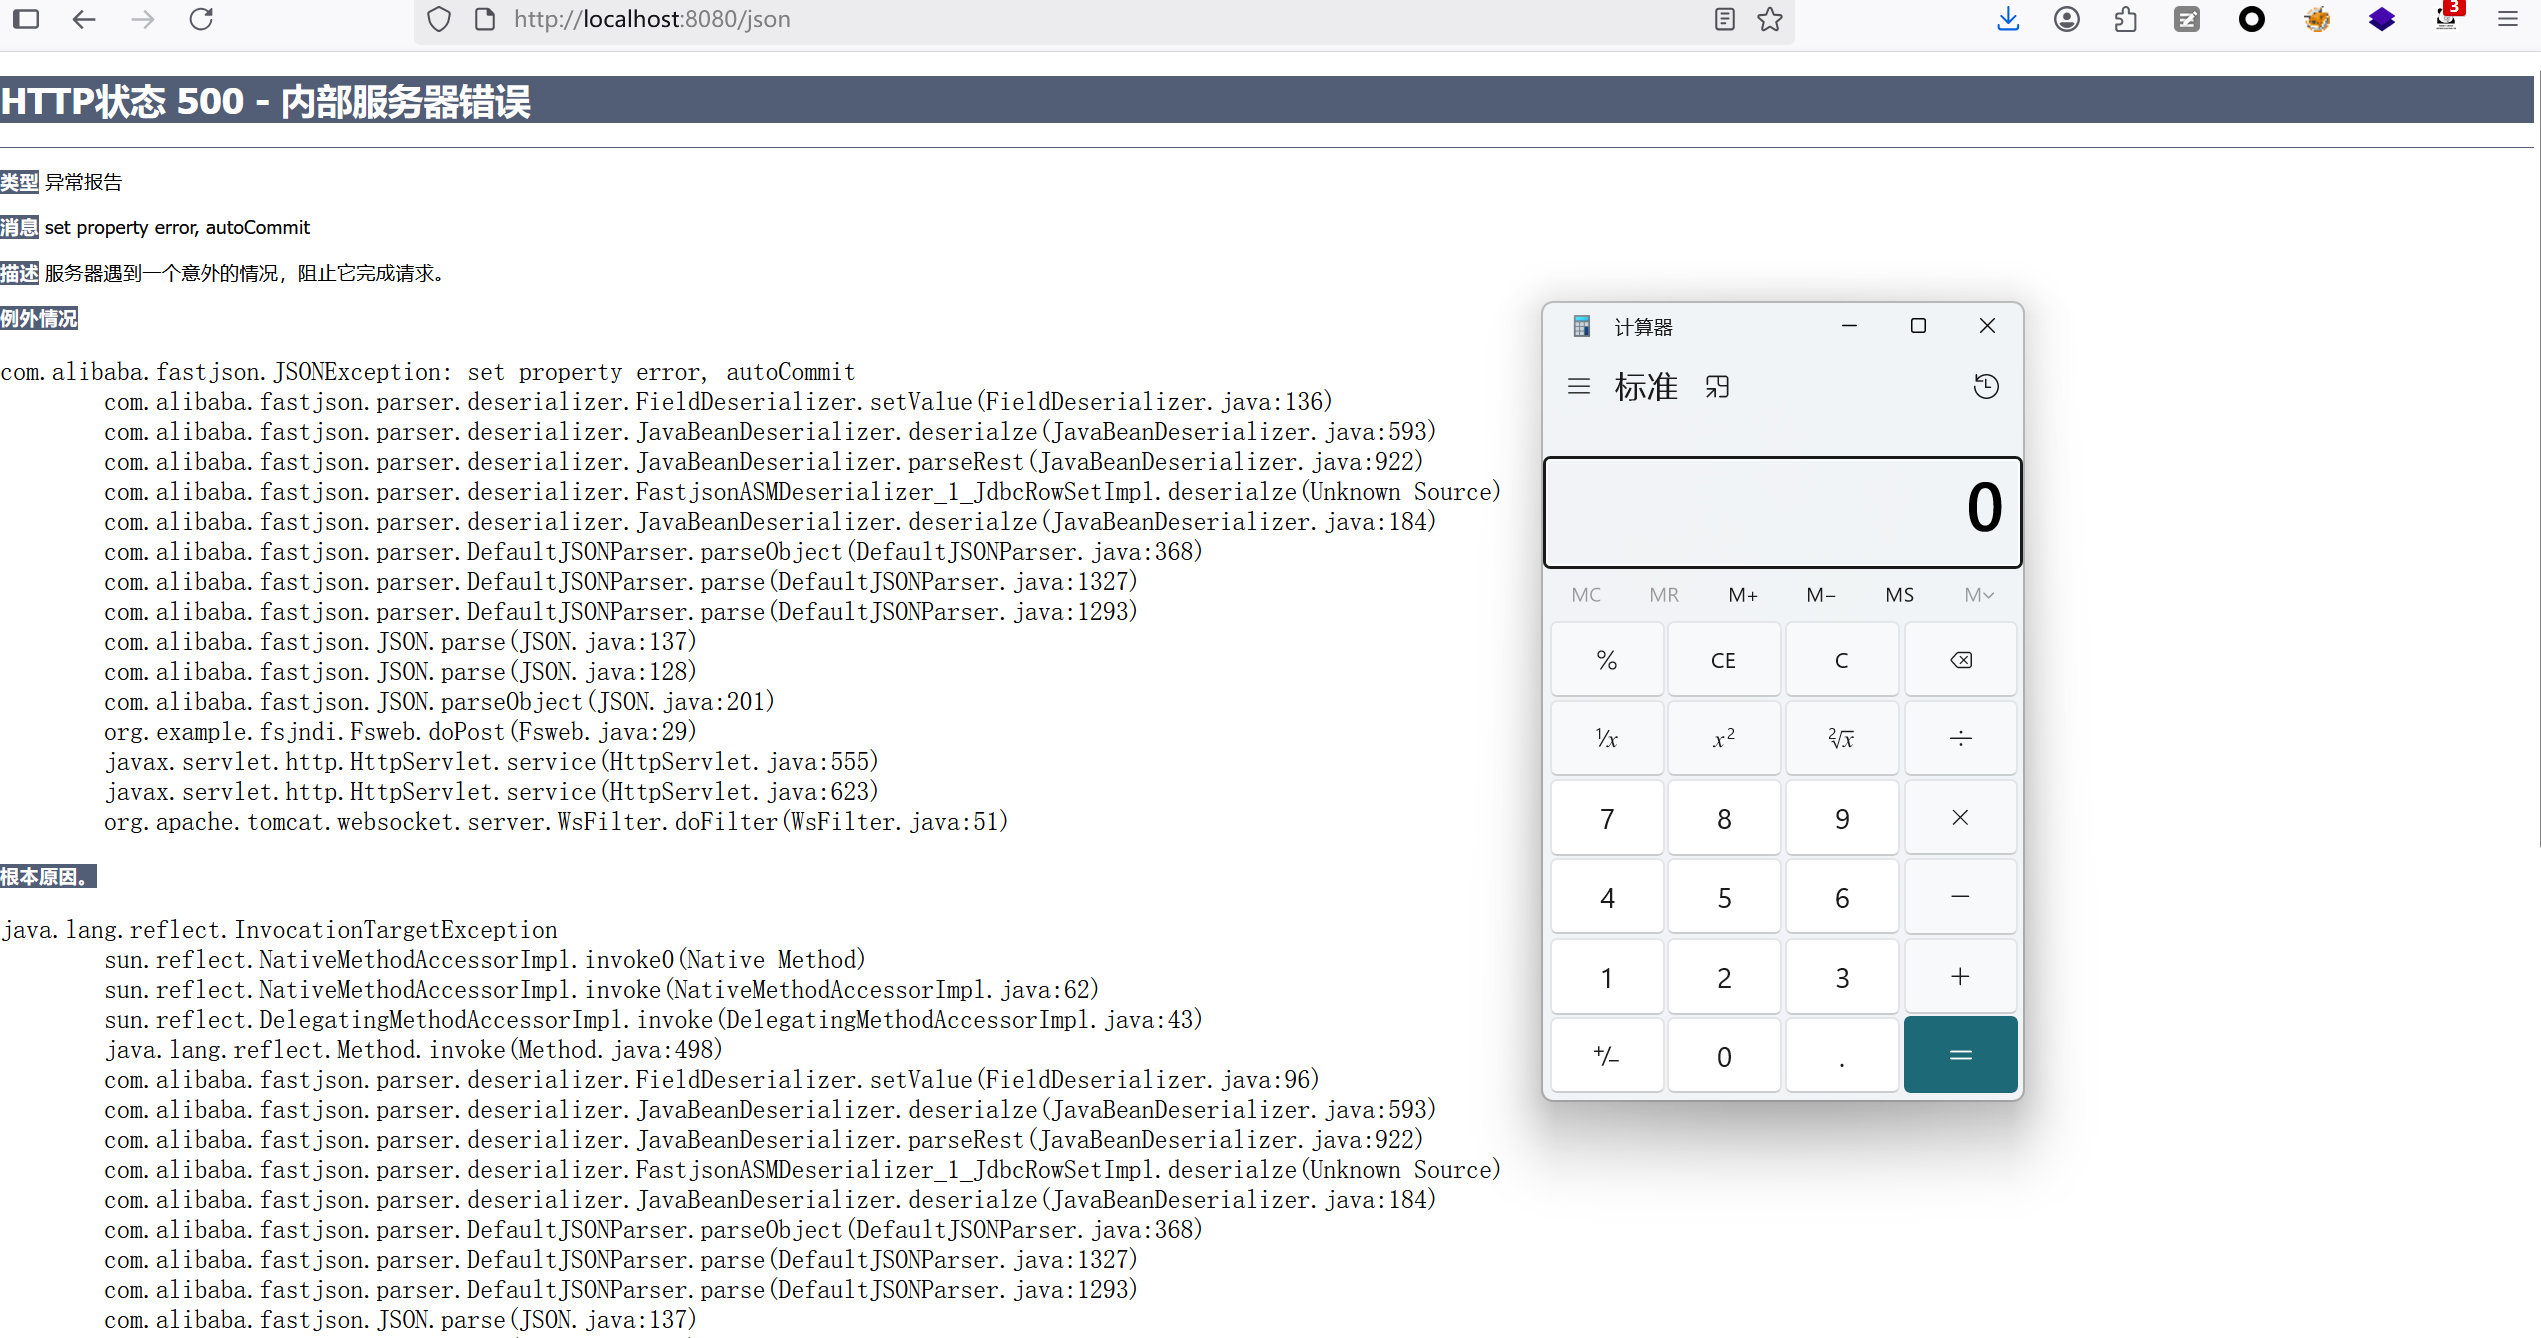 http://localhost:8080/json
3
HTTP状态 500 - 内部服务器错误
类型 异常报告
消息 set property error, autoCommit
描述 服务器遇到一个意外的情况，阻止它完成请求。
例外情况
com.alibaba.fastjson.JSONException: set property error, autoCommit
com.alibaba.fastjson.parser.deserializer.FieldDeserializer.setValue(FieldDeserializer.java:136)
com.alibaba.fastjson.parser.deserializer.JavaBeanDeserializer.deserialze(JavaBeanDeserializer.java:593)
com.alibaba.fastjson.parser.deserializer.JavaBeanDeserializer.parseRest(JavaBeanDeserializer.java:922)
com.alibaba.fastjson.parser.deserializer.FastjsonASMDeserializer_1_JdbcRowSetImpl.deserialze(Unknown Source)
com.alibaba.fastjson.parser.deserializer.JavaBeanDeserializer.deserialze(JavaBeanDeserializer.java:184)
com.alibaba.fastjson.parser.DefaultJSONParser.parseObject(DefaultJSONParser.java:368)
com.alibaba.fastjson.parser.DefaultJSONParser.parse(DefaultJSONParser.java:1327)
com.alibaba.fastjson.parser.DefaultJSONParser.parse(DefaultJSONParser.java:1293)
com.alibaba.fastjson.JSON.parse(JSON.java:137)
com.alibaba.fastjson.JSON.parse(JSON.java:128)
com.alibaba.fastjson.JSON.parseObject(JSON.java:201)
org.example.fsjndi.Fsweb.doPost(Fsweb.java:29)
javax.servlet.http.HttpServlet.service(HttpServlet.java:555)
javax.servlet.http.HttpServlet.service(HttpServlet.java:623)
org.apache.tomcat.websocket.server.WsFilter.doFilter(WsFilter.java:51)
根本原因。
java.lang.reflect.InvocationTargetException
sun.reflect.NativeMethodAccessorImpl.invoke0(Native Method)
sun.reflect.NativeMethodAccessorImpl.invoke(NativeMethodAccessorImpl.java:62)
sun.reflect.DelegatingMethodAccessorImpl.invoke(DelegatingMethodAccessorImpl.java:43)
java.lang.reflect.Method.invoke(Method.java:498)
com.alibaba.fastjson.parser.deserializer.FieldDeserializer.setValue(FieldDeserializer.java:96)
com.alibaba.fastjson.parser.deserializer.JavaBeanDeserializer.deserialze(JavaBeanDeserializer.java:593)
com.alibaba.fastjson.parser.deserializer.JavaBeanDeserializer.parseRest(JavaBeanDeserializer.java:922)
com.alibaba.fastjson.parser.deserializer.FastjsonASMDeserializer_1_JdbcRowSetImpl.deserialze(Unknown Source)
com.alibaba.fastjson.parser.deserializer.JavaBeanDeserializer.deserialze(JavaBeanDeserializer.java:184)
com.alibaba.fastjson.parser.DefaultJSONParser.parseObject(DefaultJSONParser.java:368)
com.alibaba.fastjson.parser.DefaultJSONParser.parse(DefaultJSONParser.java:1327)
com.alibaba.fastjson.parser.DefaultJSONParser.parse(DefaultJSONParser.java:1293)
com.alibaba.fastjson.JSON.parse(JSON.java:137)
计算器
标准
0
MC MR M+ M− MS M
% CE C
¹/x x² ²√x ÷
7 8 9 ×
4 5 6 −
1 2 3 +
+/− 0 . =